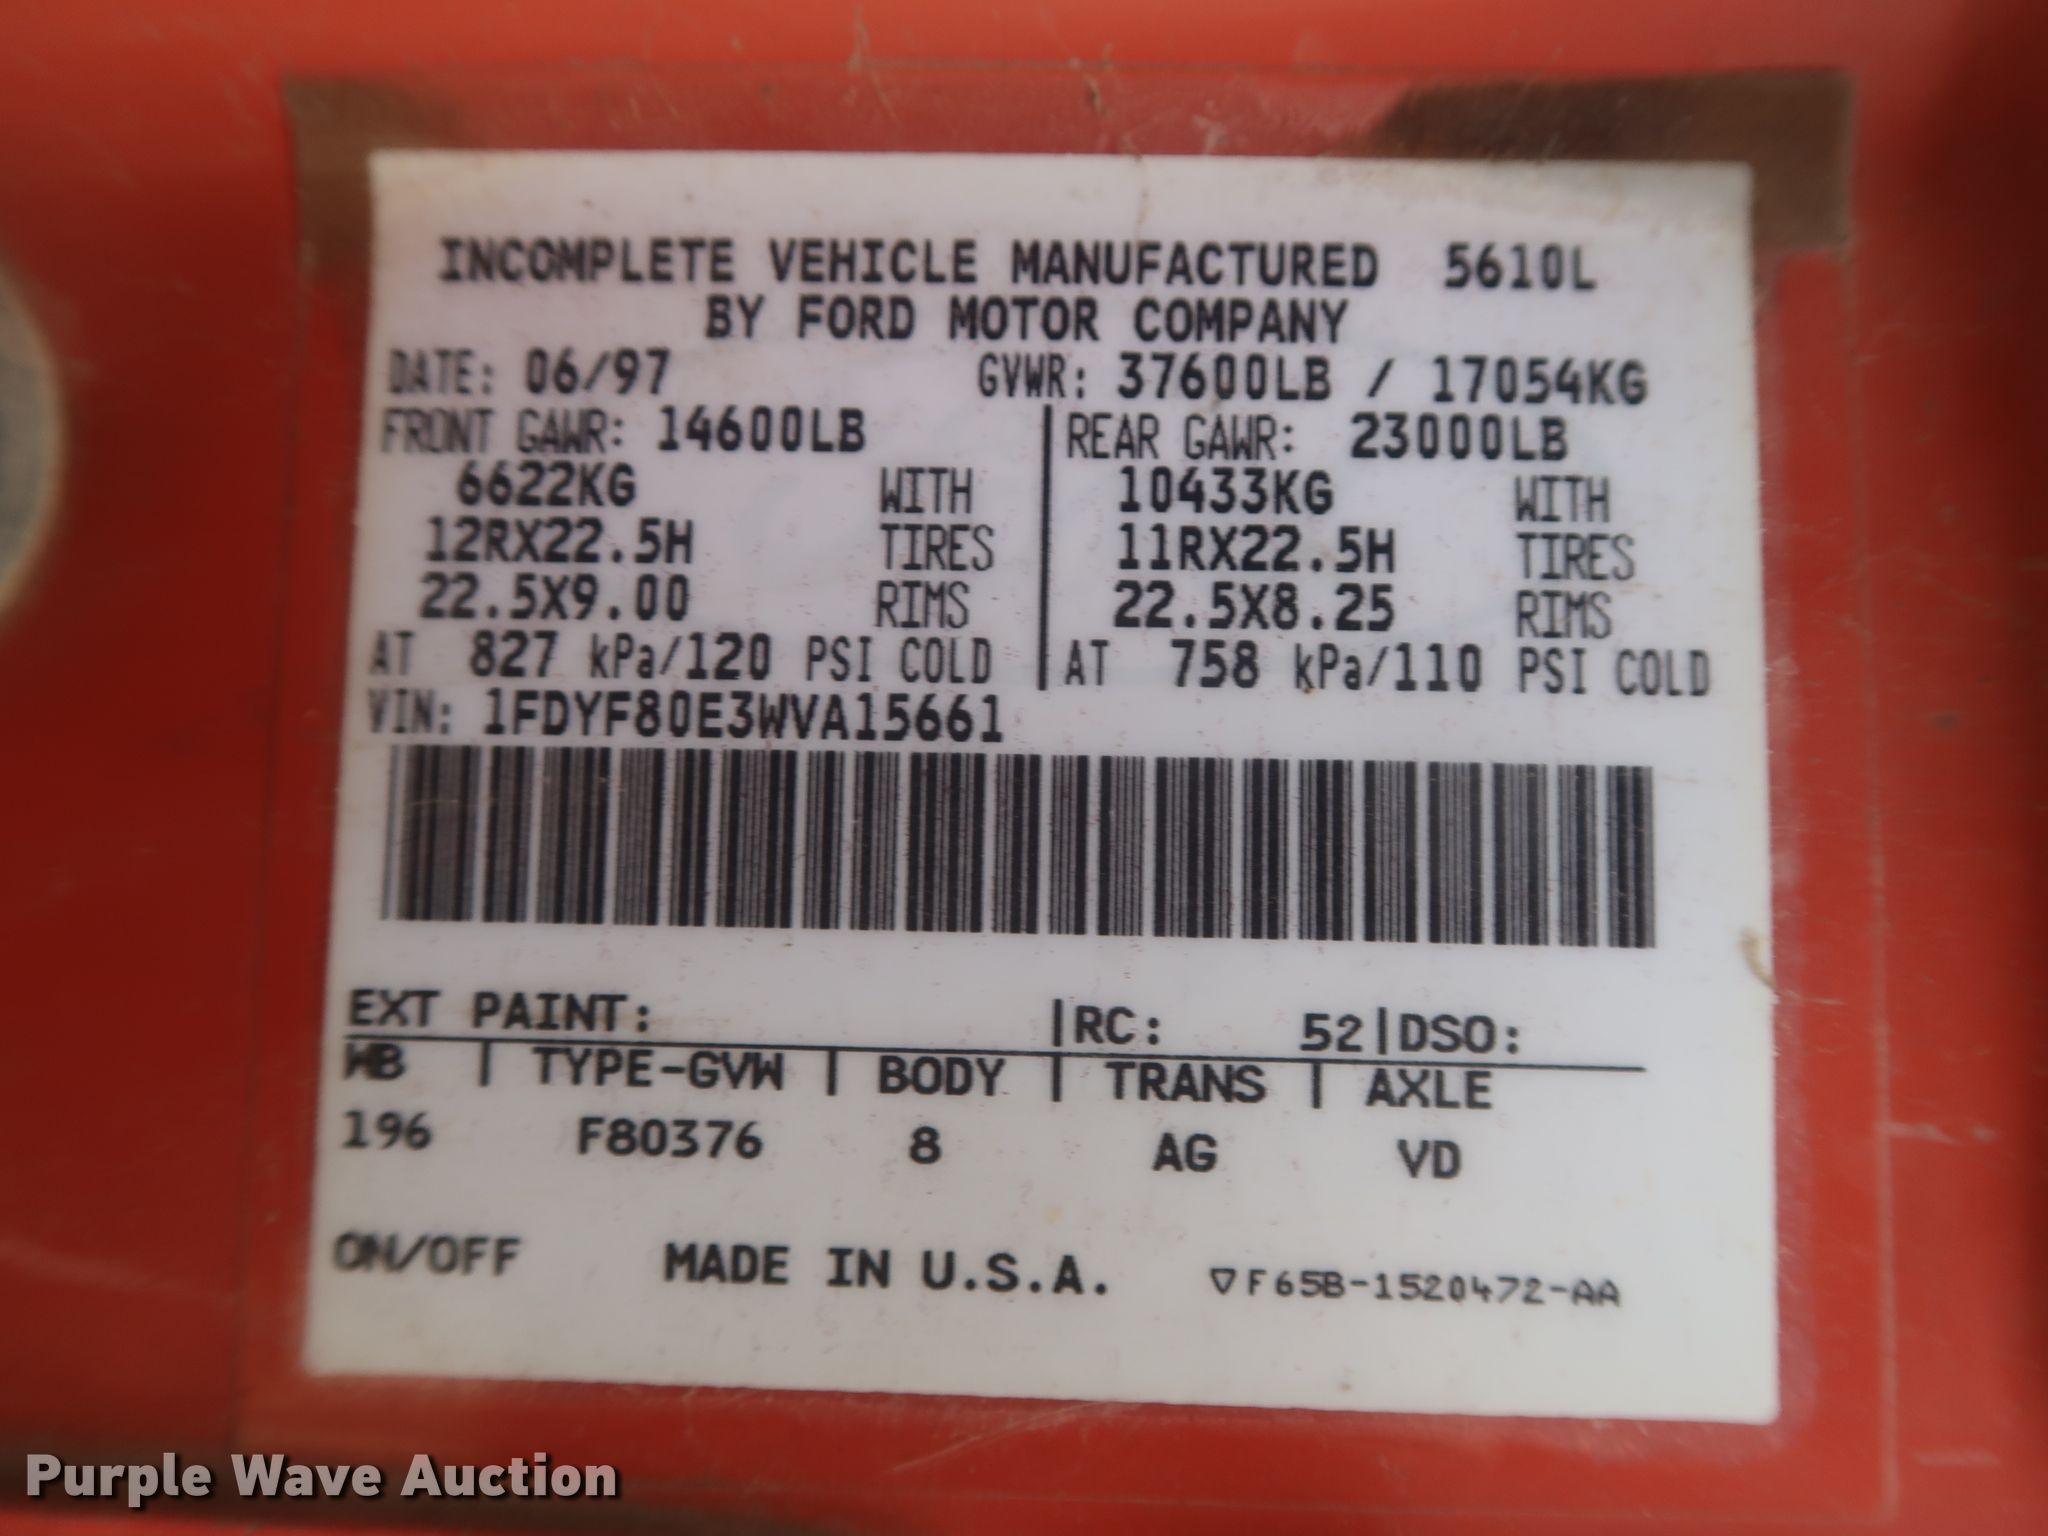 INCOMPLETE VEHICLE MANUFACTURED 5610L
BY FORD MOTOR COMPANY
DATE: 06/97 GVWR: 37600LB / 17054KG
FRONT GAWR: 14600LB REAR GAWR: 23000LB
6622KG WITH 10433KG WITH
12RX22.5H TIRES 11RX22.5H TIRES
22.5X9.00 RIMS 22.5X8.25 RIMS
AT 827 kPa/120 PSI COLD AT 758 kPa/110 PSI COLD
VIN: 1FDYF80E3WVA15661
EXT PAINT: |RC: 52|DSO:
WB | TYPE-GVW | BODY | TRANS | AXLE
196 F80376 8 AG VD
ON/OFF MADE IN U.S.A. ▽F65B-1520472-AA
Purple Wave Auction